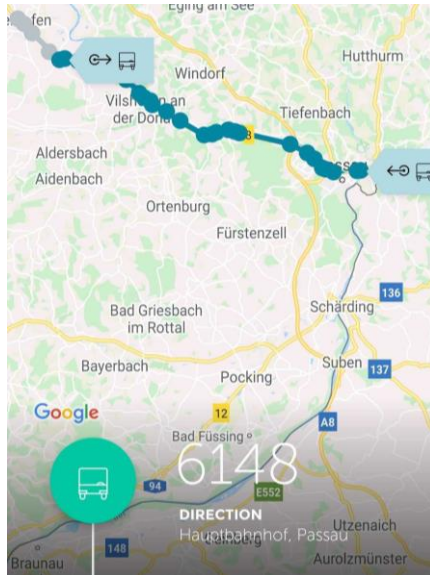 Eging am See
Hutthurm
Windorf
Vilshofen an
der Donau
Tiefenbach
Aldersbach
Aidenbach
Ortenburg
Fürstenzell
136
Bad Griesbach
im Rottal
Schärding
Bayerbach
Pocking
Suben
137
Google
12
A8
Bad Füssing
6148
94
E552
DIRECTION
Hauptbahnhof, Passau
Utzenaich
148
Braunau
Aurolzmünster